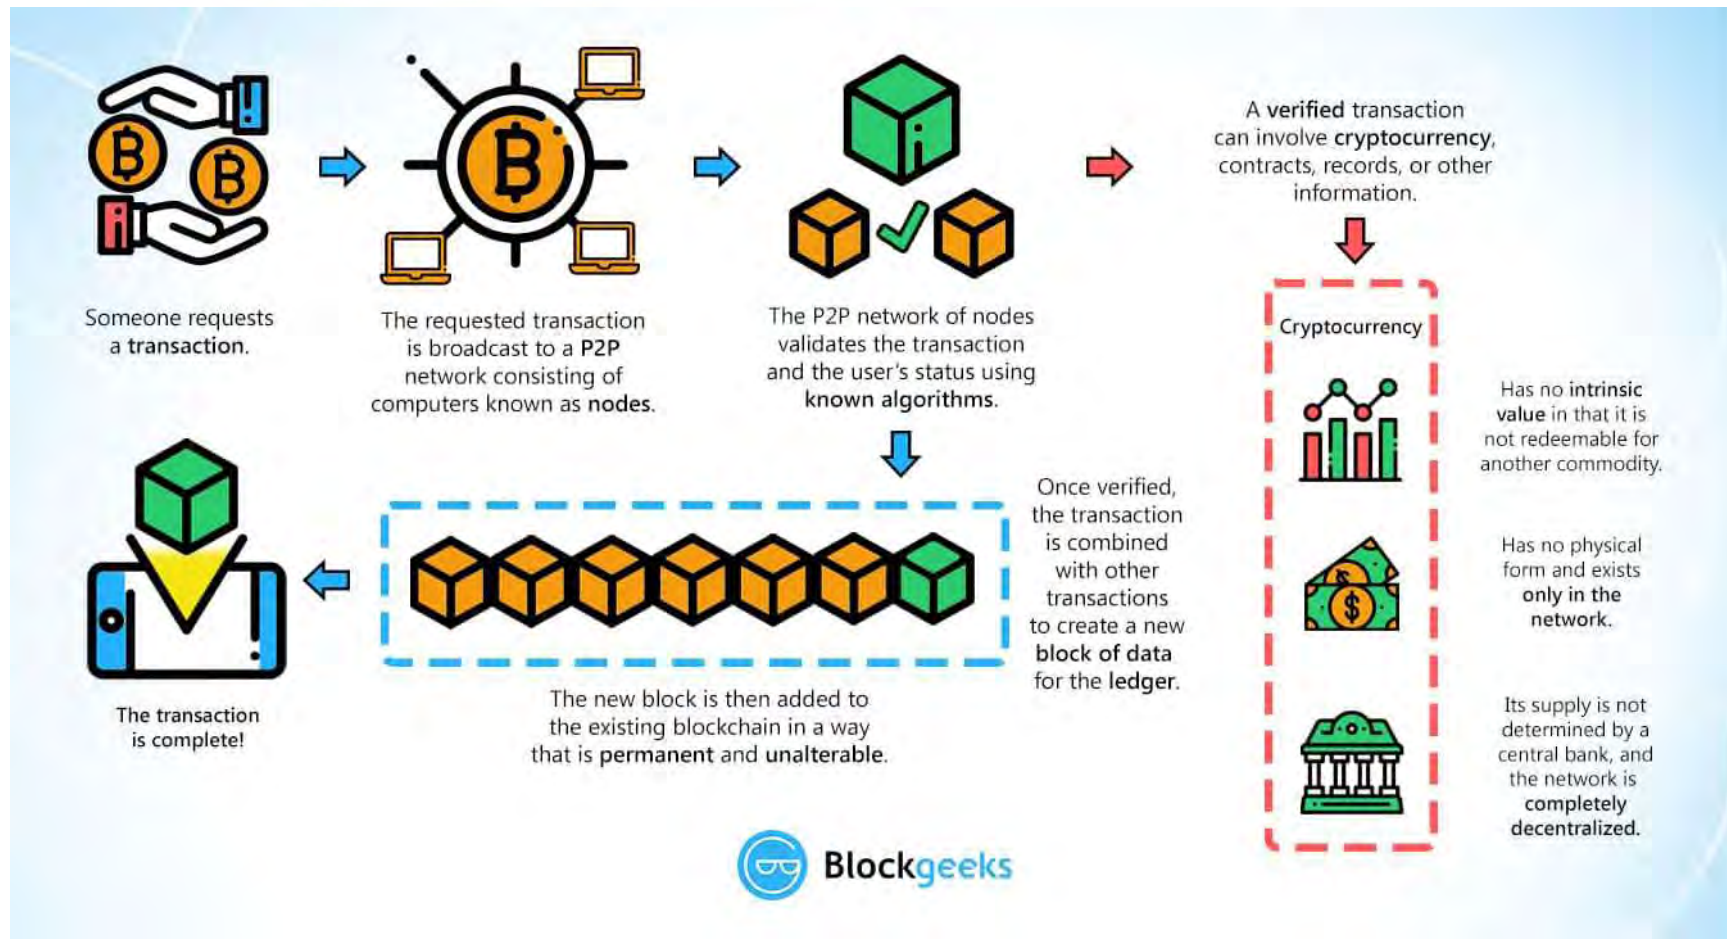 Someone requests
a transaction.
The requested transaction
is broadcast to a P2P
network consisting of
computers known as nodes.
The P2P network of nodes
validates the transaction
and the user's status using
known algorithms.
A verified transaction
can involve cryptocurrency,
contracts, records, or other
information.
Cryptocurrency
Has no intrinsic
value in that it is
not redeemable for
another commodity.
Has no physical
form and exists
only in the
network.
Its supply is not
determined by a
central bank, and
the network is
completely
decentralized.
Once verified,
the transaction
is combined
with other
transactions
to create a new
block of data
for the ledger.
The new block is then added to
the existing blockchain in a way
that is permanent and unalterable.
The transaction
is complete!
Blockgeeks